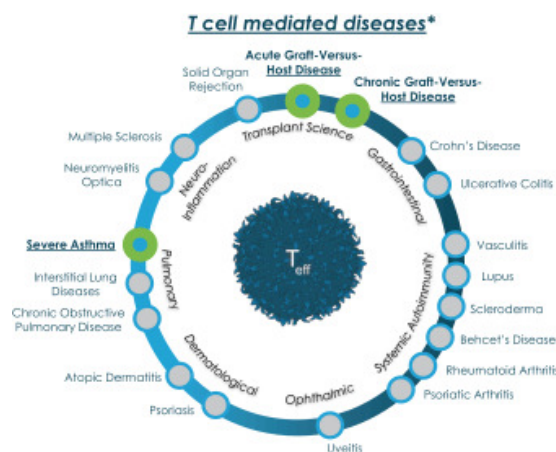 T cell mediated diseases*
Acute Graft-Versus-
Host Disease
Solid Organ
Rejection
Chronic Graft-Versus-
Host Disease
Transplant Science
Multiple Sclerosis
Crohn's Disease
Neuro-
Inflammation
Gastrointestinal
Neuromyelitis
Optica
Ulcerative Colitis
Severe Asthma
Vasculitis
Teff
Pulmonary
Interstitial Lung
Diseases
Lupus
Chronic Obstructive
Pulmonary Disease
Scleroderma
Systemic Autoimmunity
Behcet's Disease
Dermatological
Rheumatoid Arthritis
Atopic Dermatitis
Ophthalmic
Psoriatic Arthritis
Psoriasis
Uveitis